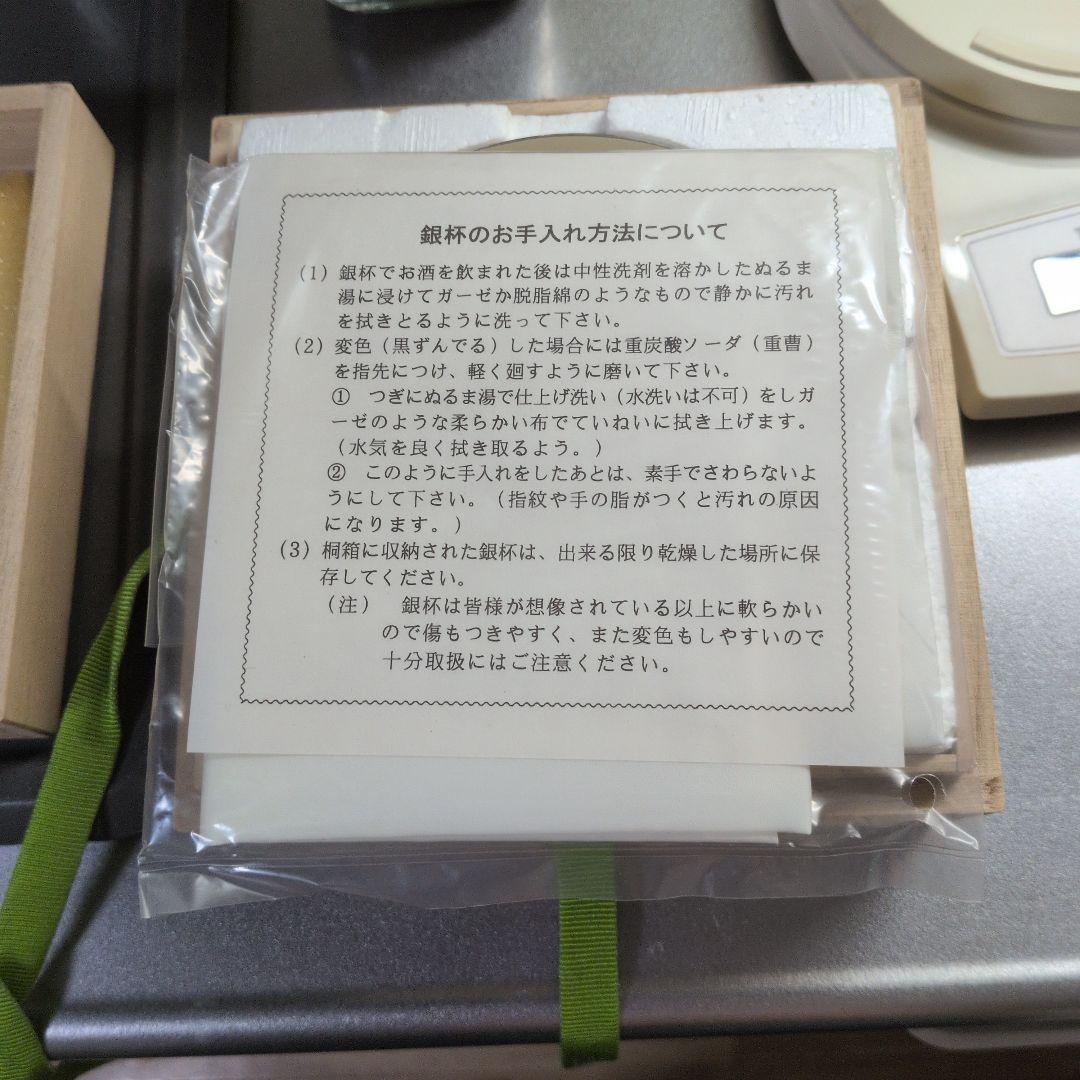 銀杯のお手入れ方法について
(1) 銀杯でお酒を飲まれた後は中性洗剤を溶かしたぬるま
湯に浸けてガーゼか脱脂綿のようなもので静かに汚れ
を拭きとるように洗って下さい。
(2) 変色(黒ずんでる)した場合には重炭酸ソーダ(重曹)
を指先につけ、軽く廻すように磨いて下さい。
① つぎにぬるま湯で仕上げ洗い(水洗いは不可)をしガ
ーゼのような柔らかい布でていねいに拭き上げます。
(水気を良く拭き取るよう。)
② このように手入れをしたあとは、素手でさわらないよ
うにして下さい。(指紋や手の脂がつくと汚れの原因
になります。)
(3) 桐箱に収納された銀杯は、出来る限り乾燥した場所に保
存してください。
(注) 銀杯は皆様が想像されている以上に軟らかい
ので傷もつきやすく、また変色もしやすいので
十分取扱にはご注意ください。